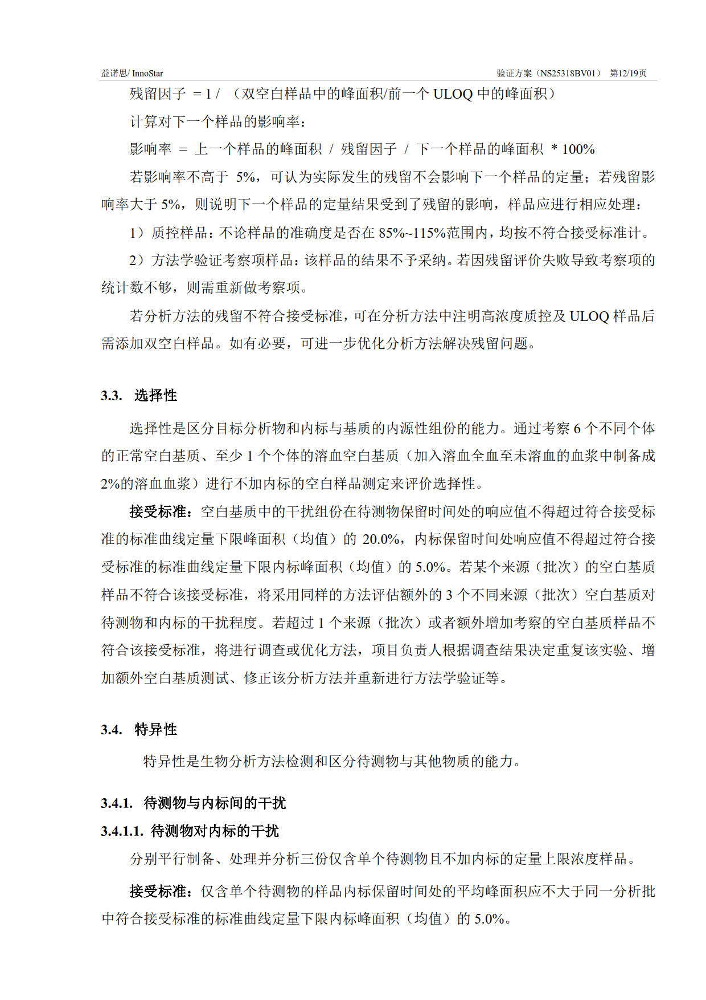 益诺思/ InnoStar 验证方案（NS25318BV01） 第12/19页
残留因子 = 1 / （双空白样品中的峰面积/前一个 ULOQ 中的峰面积）
计算对下一个样品的影响率：
影响率 = 上一个样品的峰面积 / 残留因子 / 下一个样品的峰面积 * 100%
若影响率不高于 5%，可认为实际发生的残留不会影响下一个样品的定量；若残留影
响率大于 5%，则说明下一个样品的定量结果受到了残留的影响，样品应进行相应处理：
1）质控样品：不论样品的准确度是否在 85%~115%范围内，均按不符合接受标准计。
2）方法学验证考察项样品：该样品的结果不予采纳。若因残留评价失败导致考察项的
统计数不够，则需重新做考察项。
若分析方法的残留不符合接受标准，可在分析方法中注明高浓度质控及 ULOQ 样品后
需添加双空白样品。如有必要，可进一步优化分析方法解决残留问题。
3.3. 选择性
选择性是区分目标分析物和内标与基质的内源性组份的能力。通过考察 6 个不同个体
的正常空白基质、至少 1 个个体的溶血空白基质（加入溶血全血至未溶血的血浆中制备成
2%的溶血血浆）进行不加内标的空白样品测定来评价选择性。
接受标准：空白基质中的干扰组份在待测物保留时间处的响应值不得超过符合接受标
准的标准曲线定量下限峰面积（均值）的 20.0%，内标保留时间处响应值不得超过符合接
受标准的标准曲线定量下限内标峰面积（均值）的 5.0%。若某个来源（批次）的空白基质
样品不符合该接受标准，将采用同样的方法评估额外的 3 个不同来源（批次）空白基质对
待测物和内标的干扰程度。若超过 1 个来源（批次）或者额外增加考察的空白基质样品不
符合该接受标准，将进行调查或优化方法，项目负责人根据调查结果决定重复该实验、增
加额外空白基质测试、修正该分析方法并重新进行方法学验证等。
3.4. 特异性
特异性是生物分析方法检测和区分待测物与其他物质的能力。
3.4.1. 待测物与内标间的干扰
3.4.1.1. 待测物对内标的干扰
分别平行制备、处理并分析三份仅含单个待测物且不加内标的定量上限浓度样品。
接受标准：仅含单个待测物的样品内标保留时间处的平均峰面积应不大于同一分析批
中符合接受标准的标准曲线定量下限内标峰面积（均值）的 5.0%。